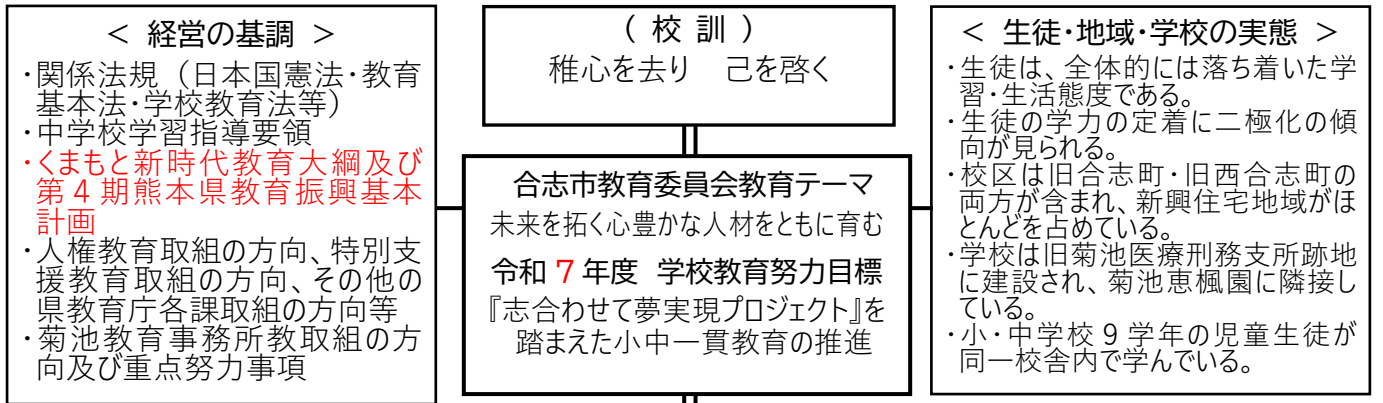 < 経営の基調 >
・関係法規（日本国憲法・教育
基本法・学校教育法等）
・中学校学習指導要領
・くまもと新時代教育大綱及び
第４期熊本県教育振興基本
計画
・人権教育取組の方向、特別支
援教育取組の方向、その他の
県教育庁各課取組の方向等
・菊池教育事務所教取組の方
向及び重点努力事項
（ 校 訓 ）
稚心を去り　己を啓く
合志市教育委員会教育テーマ
未来を拓く心豊かな人材をともに育む
令和７年度 学校教育努力目標
『志合わせて夢実現プロジェクト』を
踏まえた小中一貫教育の推進
< 生徒・地域・学校の実態 >
・生徒は、全体的には落ち着いた学
習・生活態度である。
・生徒の学力の定着に二極化の傾
向が見られる。
・校区は旧合志町・旧西合志町の
両方が含まれ、新興住宅地域がほ
とんどを占めている。
・学校は旧菊池医療刑務支所跡地
に建設され、菊池恵楓園に隣接し
ている。
・小・中学校９学年の児童生徒が
同一校舎内で学んでいる。